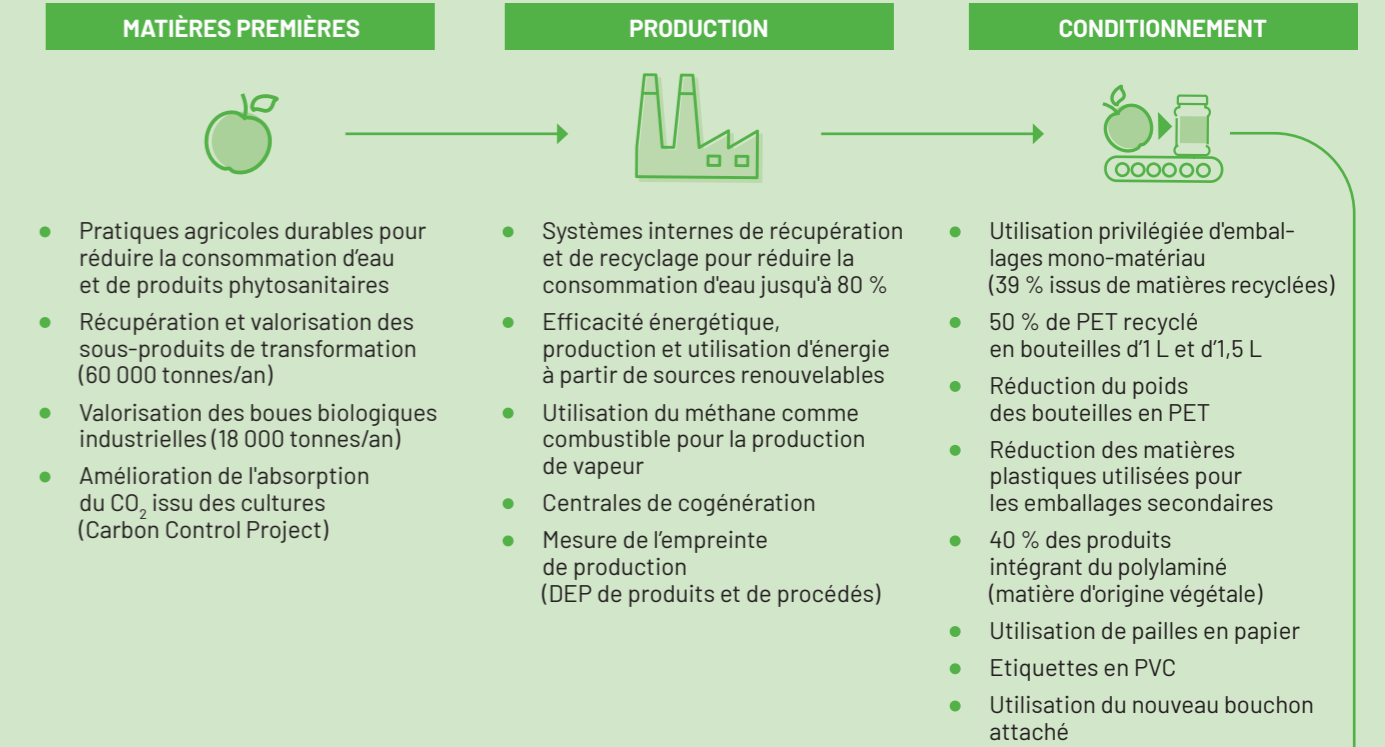 MATIÈRES PREMIÈRES
Pratiques agricoles durables pour
réduire la consommation d’eau
et de produits phytosanitaires
Récupération et valorisation des
sous-produits de transformation
(60 000 tonnes/an)
Valorisation des boues biologiques
industrielles (18 000 tonnes/an)
Amélioration de l'absorption
du CO₂ issu des cultures
(Carbon Control Project)
PRODUCTION
Systèmes internes de récupération
et de recyclage pour réduire la
consommation d'eau jusqu'à 80 %
Efficacité énergétique,
production et utilisation d'énergie
à partir de sources renouvelables
Utilisation du méthane comme
combustible pour la production
de vapeur
Centrales de cogénération
Mesure de l’empreinte
de production
(DEP de produits et de procédés)
CONDITIONNEMENT
Utilisation privilégiée d'embal-
lages mono-matériau
(39 % issus de matières recyclées)
50 % de PET recyclé
en bouteilles d’1 L et d’1,5 L
Réduction du poids
des bouteilles en PET
Réduction des matières
plastiques utilisées pour
les emballages secondaires
40 % des produits
intégrant du polylaminé
(matière d'origine végétale)
Utilisation de pailles en papier
Etiquettes en PVC
Utilisation du nouveau bouchon
attaché